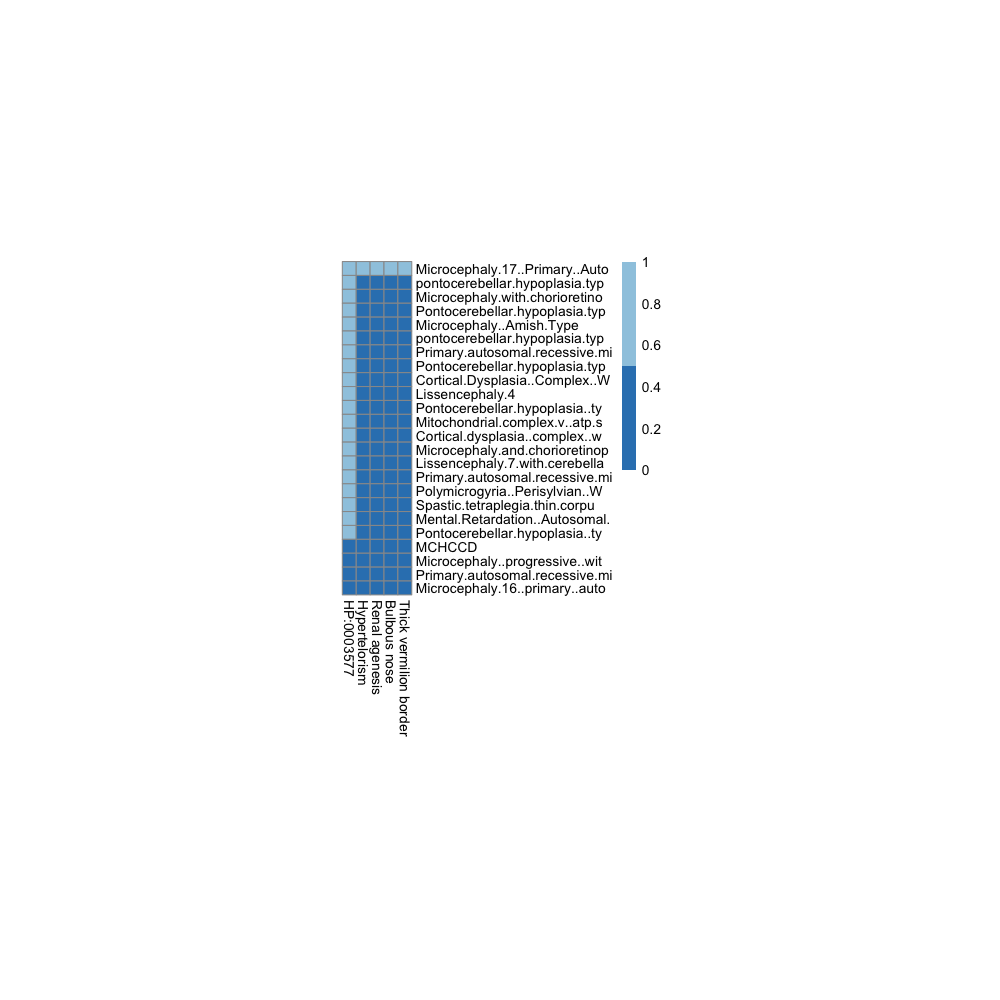 Microcephaly.17..Primary..Auto
pontocerebellar.hypoplasia.typ
Microcephaly.with.chorioretino
Pontocerebellar.hypoplasia.typ
Microcephaly..Amish.Type
pontocerebellar.hypoplasia.typ
Primary.autosomal.recessive.mi
Pontocerebellar.hypoplasia.typ
Cortical.Dysplasia..Complex..W
Lissencephaly.4
Pontocerebellar.hypoplasia..ty
Mitochondrial.complex.v..atp.s
Cortical.dysplasia..complex..w
Microcephaly.and.chorioretinop
Lissencephaly.7.with.cerebella
Primary.autosomal.recessive.mi
Polymicrogyria..Perisylvian..W
Spastic.tetraplegia.thin.corpu
Mental.Retardation..Autosomal.
Pontocerebellar.hypoplasia..ty
MCHCCD
Microcephaly..progressive..wit
Primary.autosomal.recessive.mi
Microcephaly.16..primary..auto
1
0.8
0.6
0.4
0.2
0
HP:0003577
Hypertelorism
Renal agenesis
Bulbous nose
Thick vermilion border